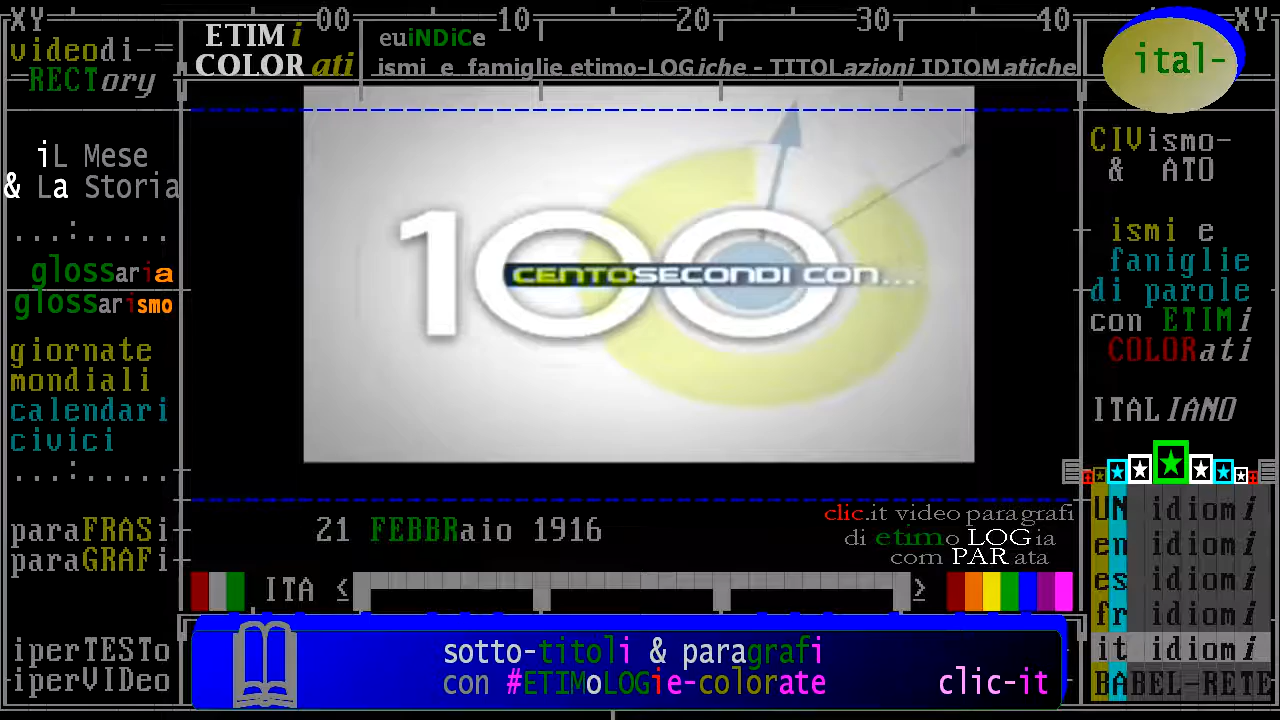 XY 00 10 20 30 40 XY
videodi-=
=RECTory
ETIMi
COLORati
euiNDiCe
ismi e famiglie etimo-LOGiche - TITOLazioni IDIOMatiche
ital-
iL Mese
& La Storia
...:.....
glossaria
glossarismo
giornate
mondiali
calendari
civici
...:.....
paraFRASi
paraGRAFi
iperTESTo
iperVIDeo
100
CENTOSECONDI CON...
21 FEBBRaio 1916
clic.it video paragrafi
di etimo LOGia
com PARata
ITA < >
sotto-titoli & paragrafi
con #ETIMoLOGie-colorate
clic-it
CIVismo-
& ATO
ismi e
faniglie
di parole
con ETIMi
COLORati
ITALIANO
UN idiomi
en idiomi
es idiomi
fr idiomi
it idiomi
BABEL-RETE